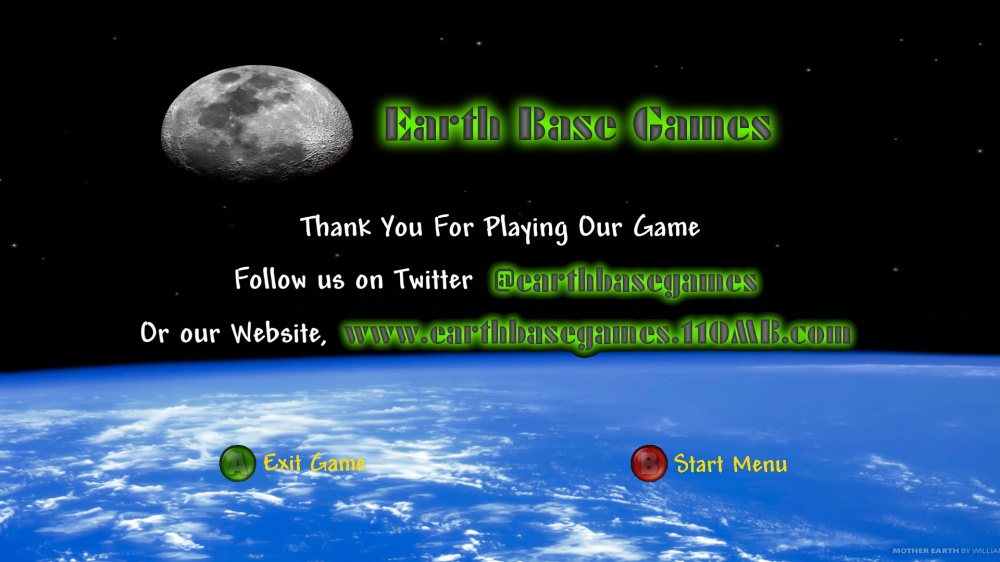 Earth Base Games
Thank You For Playing Our Game
Follow us on Twitter @earthbasegames
Or our Website, www.earthbasegames.110MB.com
A Exit Game B Start Menu
MOTHER EARTH BY WILLIA